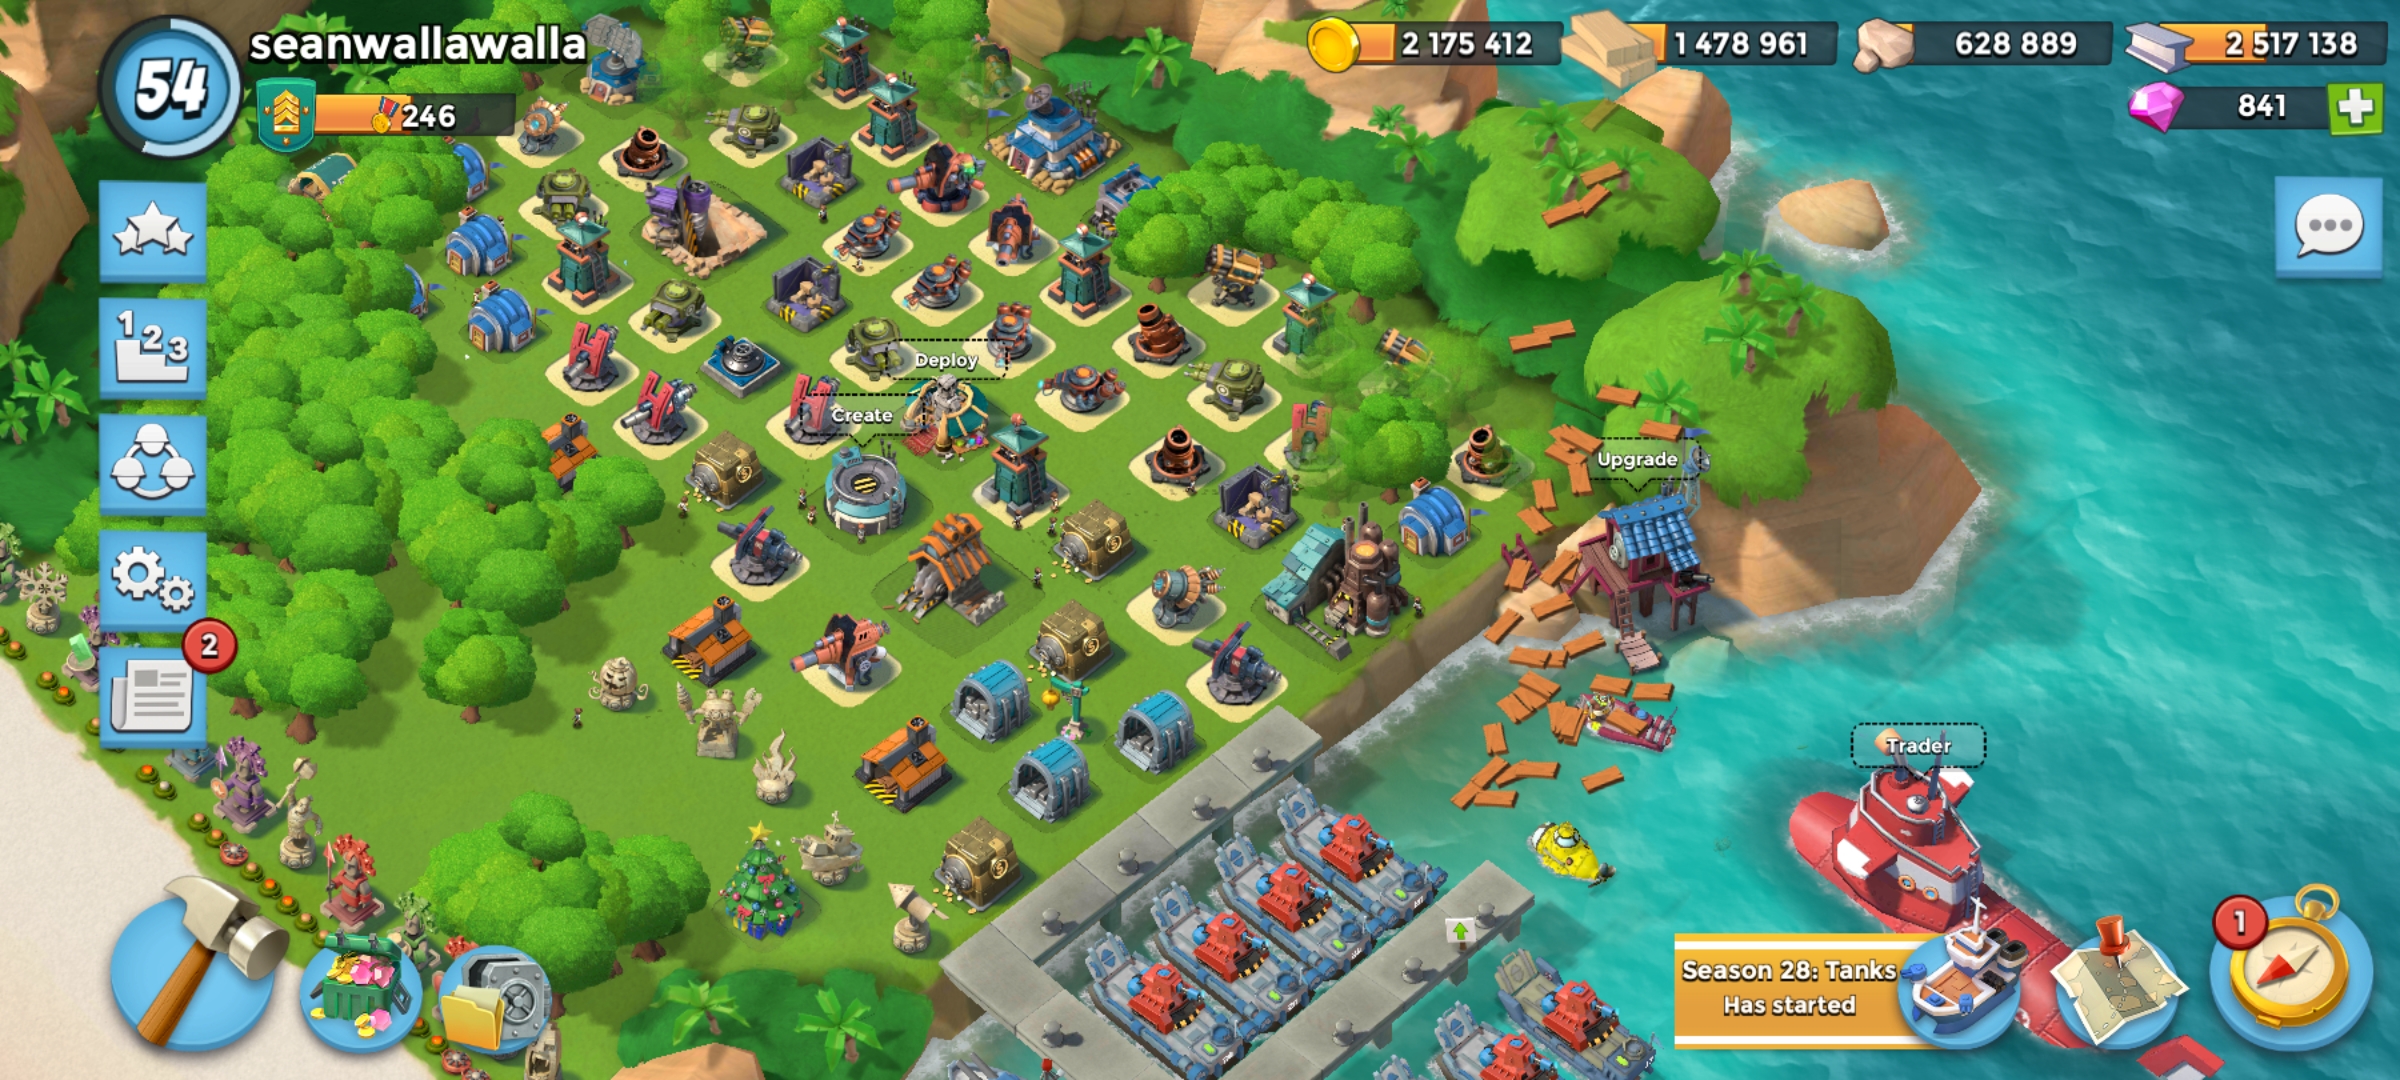 54
seanwallawalla
246
2 175 412
1 478 961
628 889
2 517 138
841
123
2
Deploy
Create
Upgrade
Trader
Season 28: Tanks
Has started
1